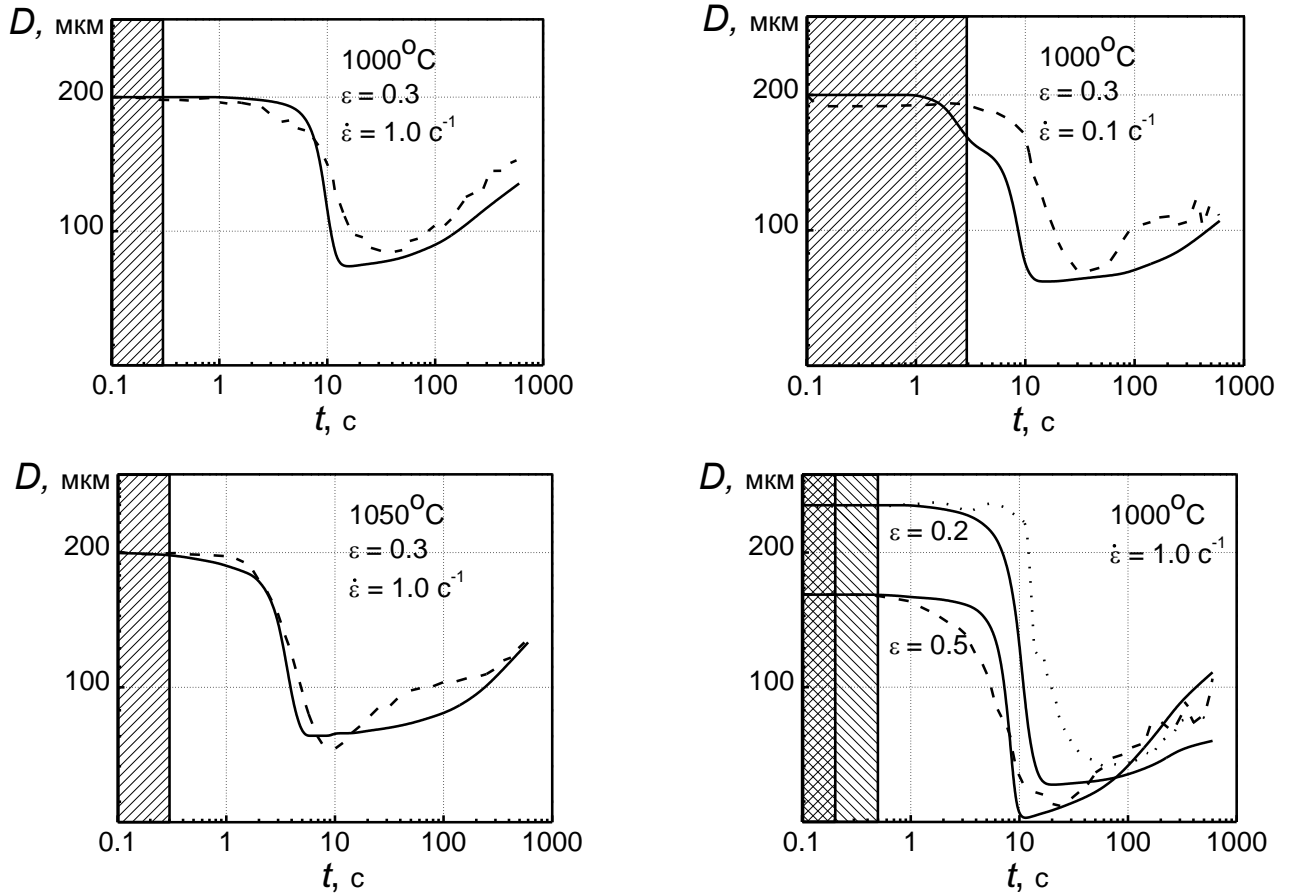 D, мкм
200
100
1000°C
ε = 0.3
ε̇ = 1.0 c⁻¹
0.1 1 10 100 1000
t, c
D, мкм
200
100
1000°C
ε = 0.3
ε̇ = 0.1 c⁻¹
0.1 1 10 100 1000
t, c
D, мкм
200
100
1050°C
ε = 0.3
ε̇ = 1.0 c⁻¹
0.1 1 10 100 1000
t, c
D, мкм
200
100
1000°C
ε̇ = 1.0 c⁻¹
ε = 0.2
ε = 0.5
0.1 1 10 100 1000
t, c